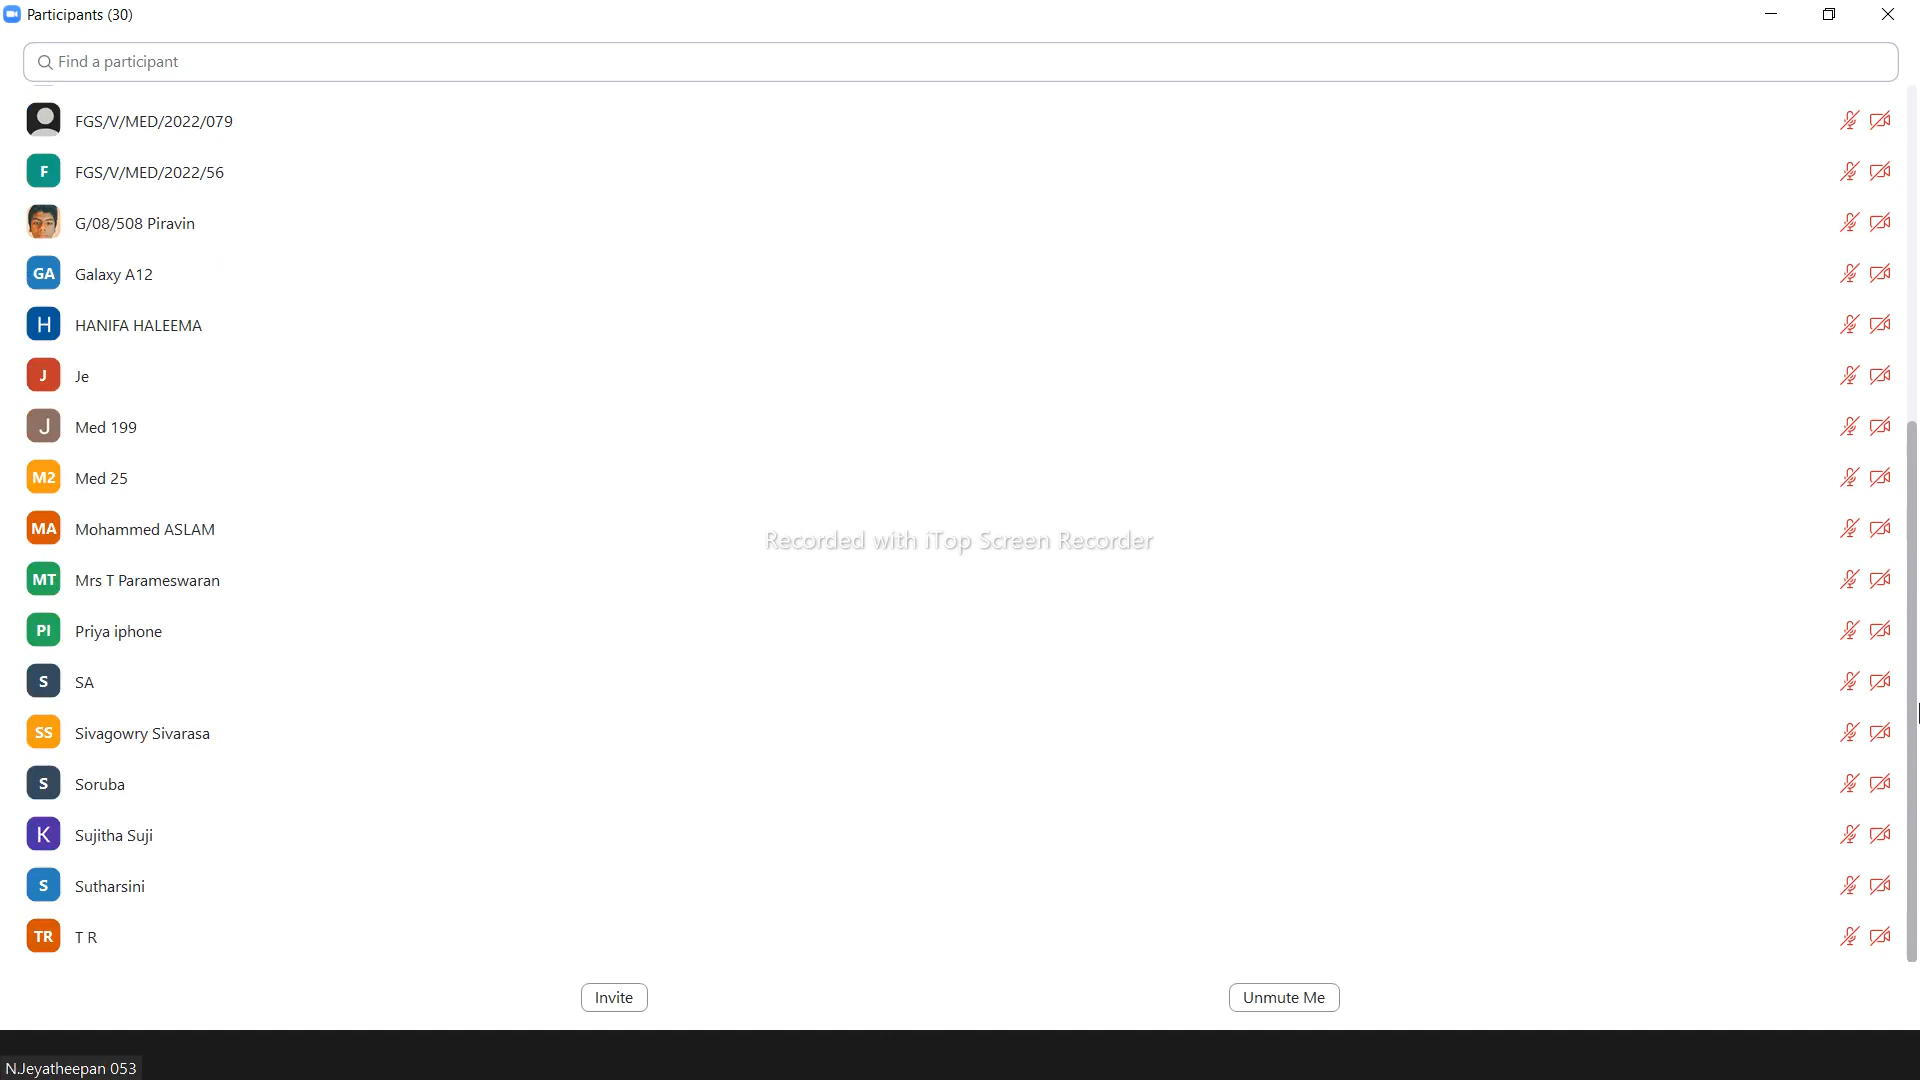 Participants (30)
Find a participant
FGS/V/MED/2022/079
F FGS/V/MED/2022/56
G/08/508 Piravin
GA Galaxy A12
H HANIFA HALEEMA
J Je
J Med 199
M2 Med 25
MA Mohammed ASLAM
Recorded with iTop Screen Recorder
MT Mrs T Parameswaran
PI Priya iphone
S SA
SS Sivagowry Sivarasa
S Soruba
K Sujitha Suji
S Sutharsini
TR T R
Invite Unmute Me
N.Jeyatheepan 053